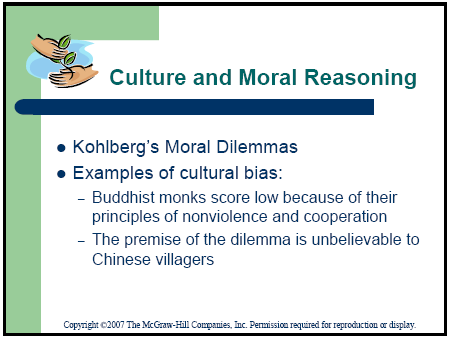 Culture and Moral Reasoning
Kohlberg's Moral Dilemmas
Examples of cultural bias:
– Buddhist monks score low because of their
principles of nonviolence and cooperation
– The premise of the dilemma is unbelievable to
Chinese villagers
Copyright ©2007 The McGraw-Hill Companies, Inc. Permission required for reproduction or display.